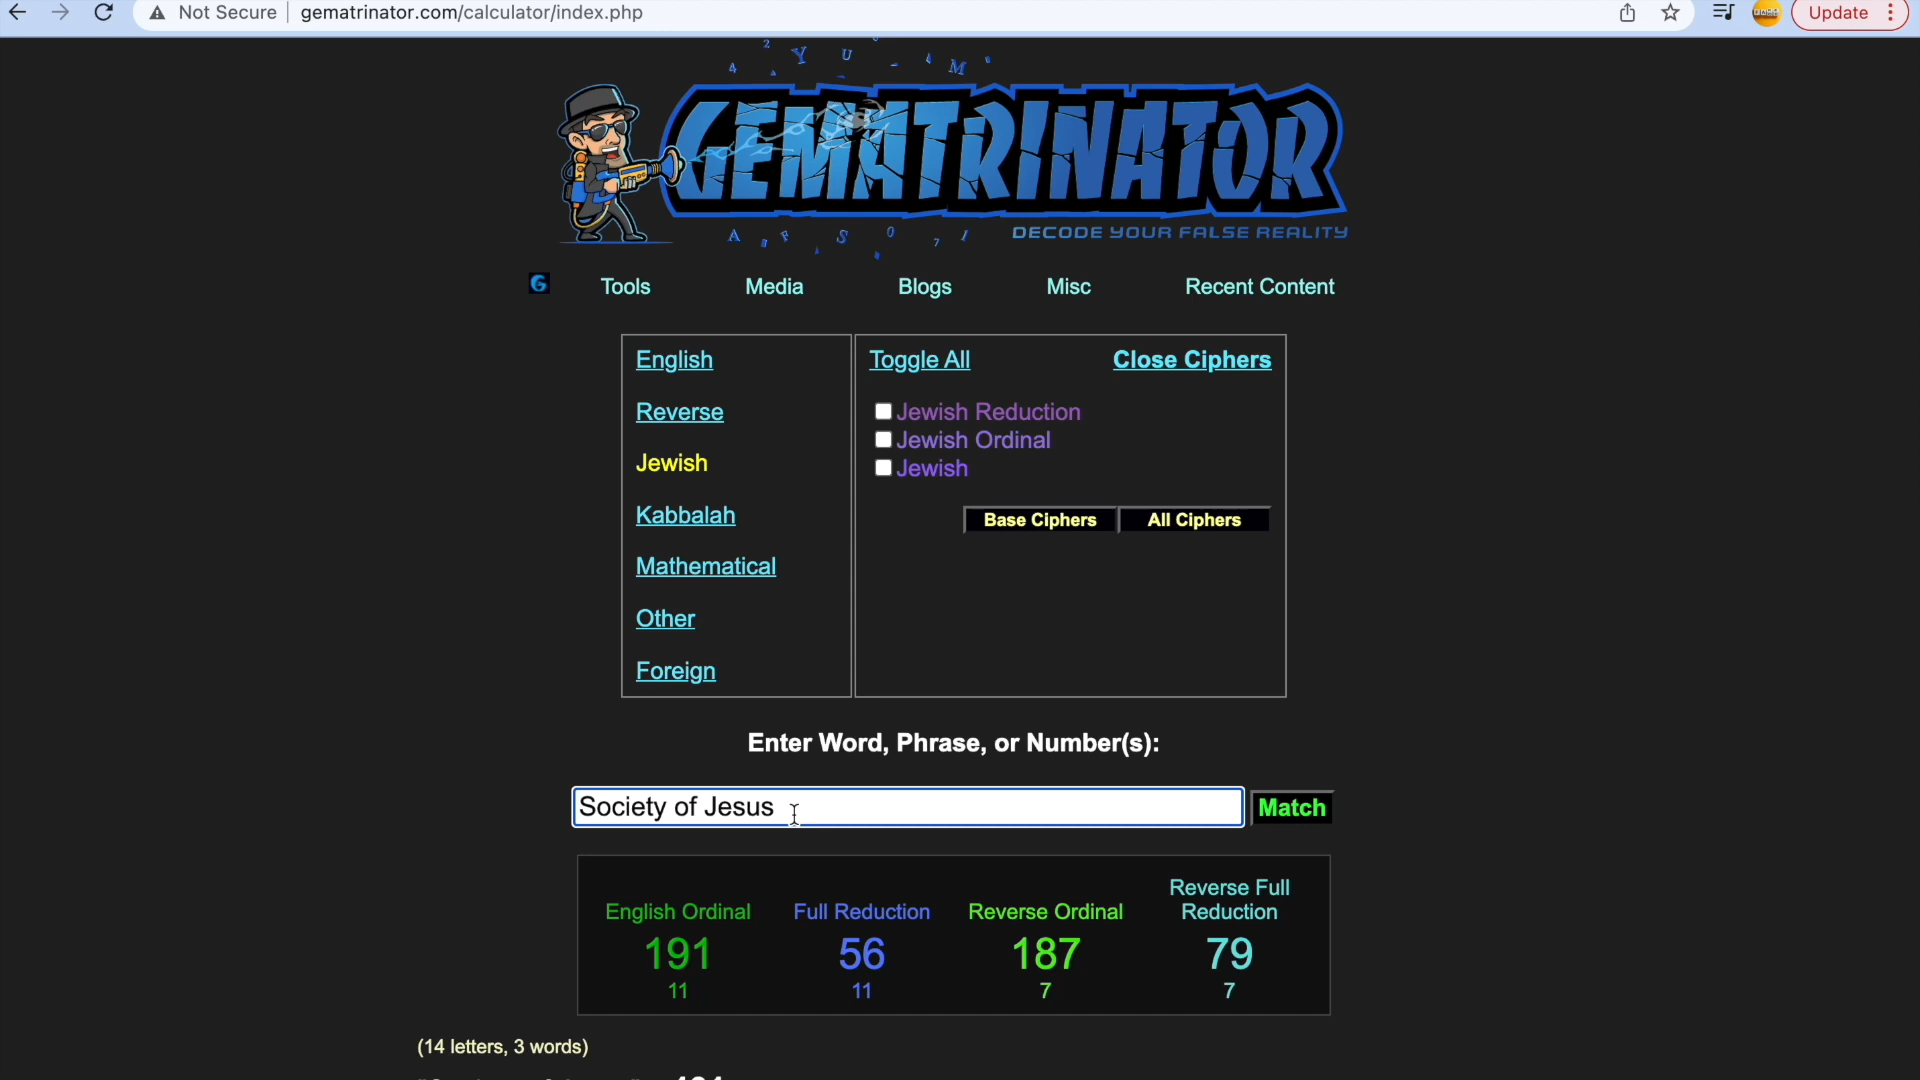 Not Secure gematrinator.com/calculator/index.php Update
GEMATRINATOR
DECODE YOUR FALSE REALITY
G Tools Media Blogs Misc Recent Content
English
Reverse
Jewish
Kabbalah
Mathematical
Other
Foreign
Toggle All Close Ciphers
Jewish Reduction
Jewish Ordinal
Jewish
Base Ciphers All Ciphers
Enter Word, Phrase, or Number(s):
Society of Jesus Match
English Ordinal Full Reduction Reverse Ordinal Reverse Full Reduction
191 56 187 79
11 11 7 7
(14 letters, 3 words)